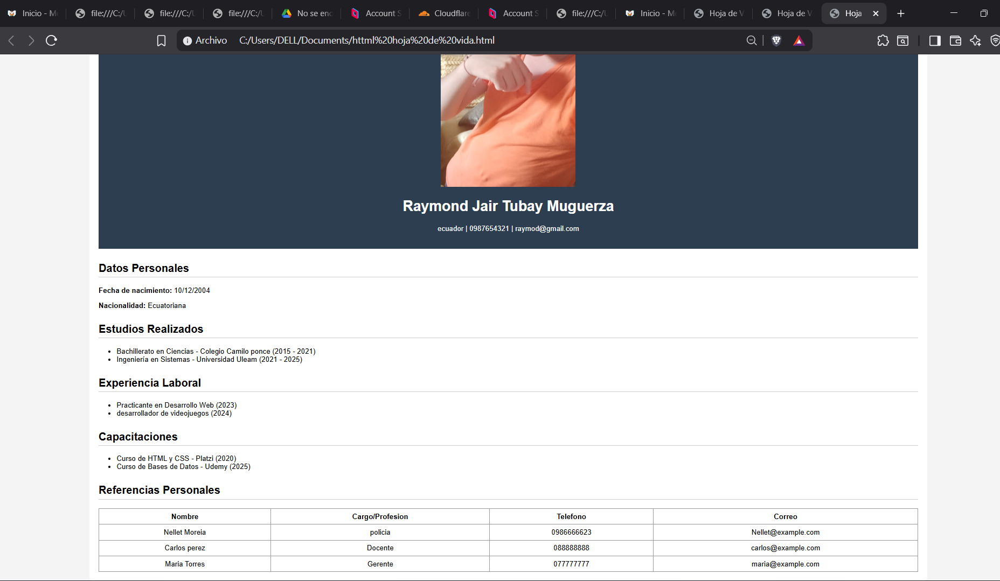 Inicio - M
file:///C:/U
file:///C:/U
file:///C:/U
No se enc
Account S
Cloudflare
Account S
file:///C:/U
Inicio - M
Hoja de V
Hoja de V
Hoja
Archivo C:/Users/DELL/Documents/httml%20hoja%20de%20vida.html
Raymond Jair Tubay Muguerza
ecuador | 0987654321 | raymod@gmail.com
Datos Personales
Fecha de nacimiento: 10/12/2004
Nacionalidad: Ecuatoriana
Estudios Realizados
• Bachillerato en Ciencias - Colegio Camilo ponce (2015 - 2021)
• Ingeniería en Sistemas - Universidad Uleam (2021 - 2025)
Experiencia Laboral
• Practicante en Desarrollo Web (2023)
• desarrollador de videojuegos (2024)
Capacitaciones
• Curso de HTML y CSS - Platzi (2020)
• Curso de Bases de Datos - Udemy (2025)
Referencias Personales
Nombre Cargo/Profesion Telefono Correo
Nellet Moreia policia 0986666623 Nellet@example.com
Carlos perez Docente 088888888 carlos@example.com
Maria Torres Gerente 077777777 maria@example.com